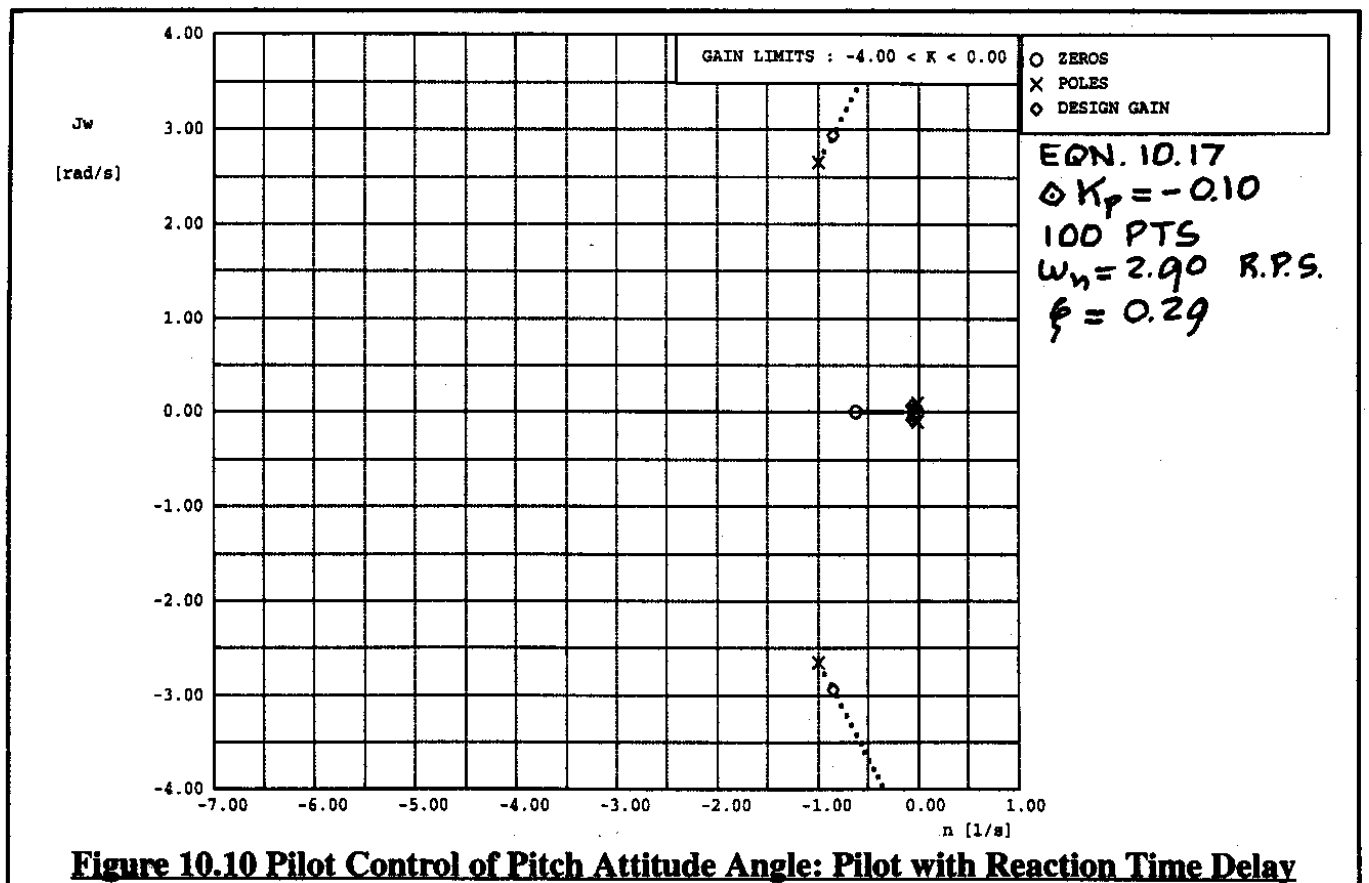 4.00
GAIN LIMITS : -4.00 < K < 0.00
ZEROS
POLES
DESIGN GAIN
Jw
[rad/s]
3.00
2.00
1.00
0.00
-1.00
-2.00
-3.00
-4.00
EQN. 10.17
Kp = -0.10
100 PTS
ωn = 2.90 R.P.S.
ξ = 0.29
-7.00 -6.00 -5.00 -4.00 -3.00 -2.00 -1.00 0.00 1.00
n [1/s]
Figure 10.10 Pilot Control of Pitch Attitude Angle: Pilot with Reaction Time Delay